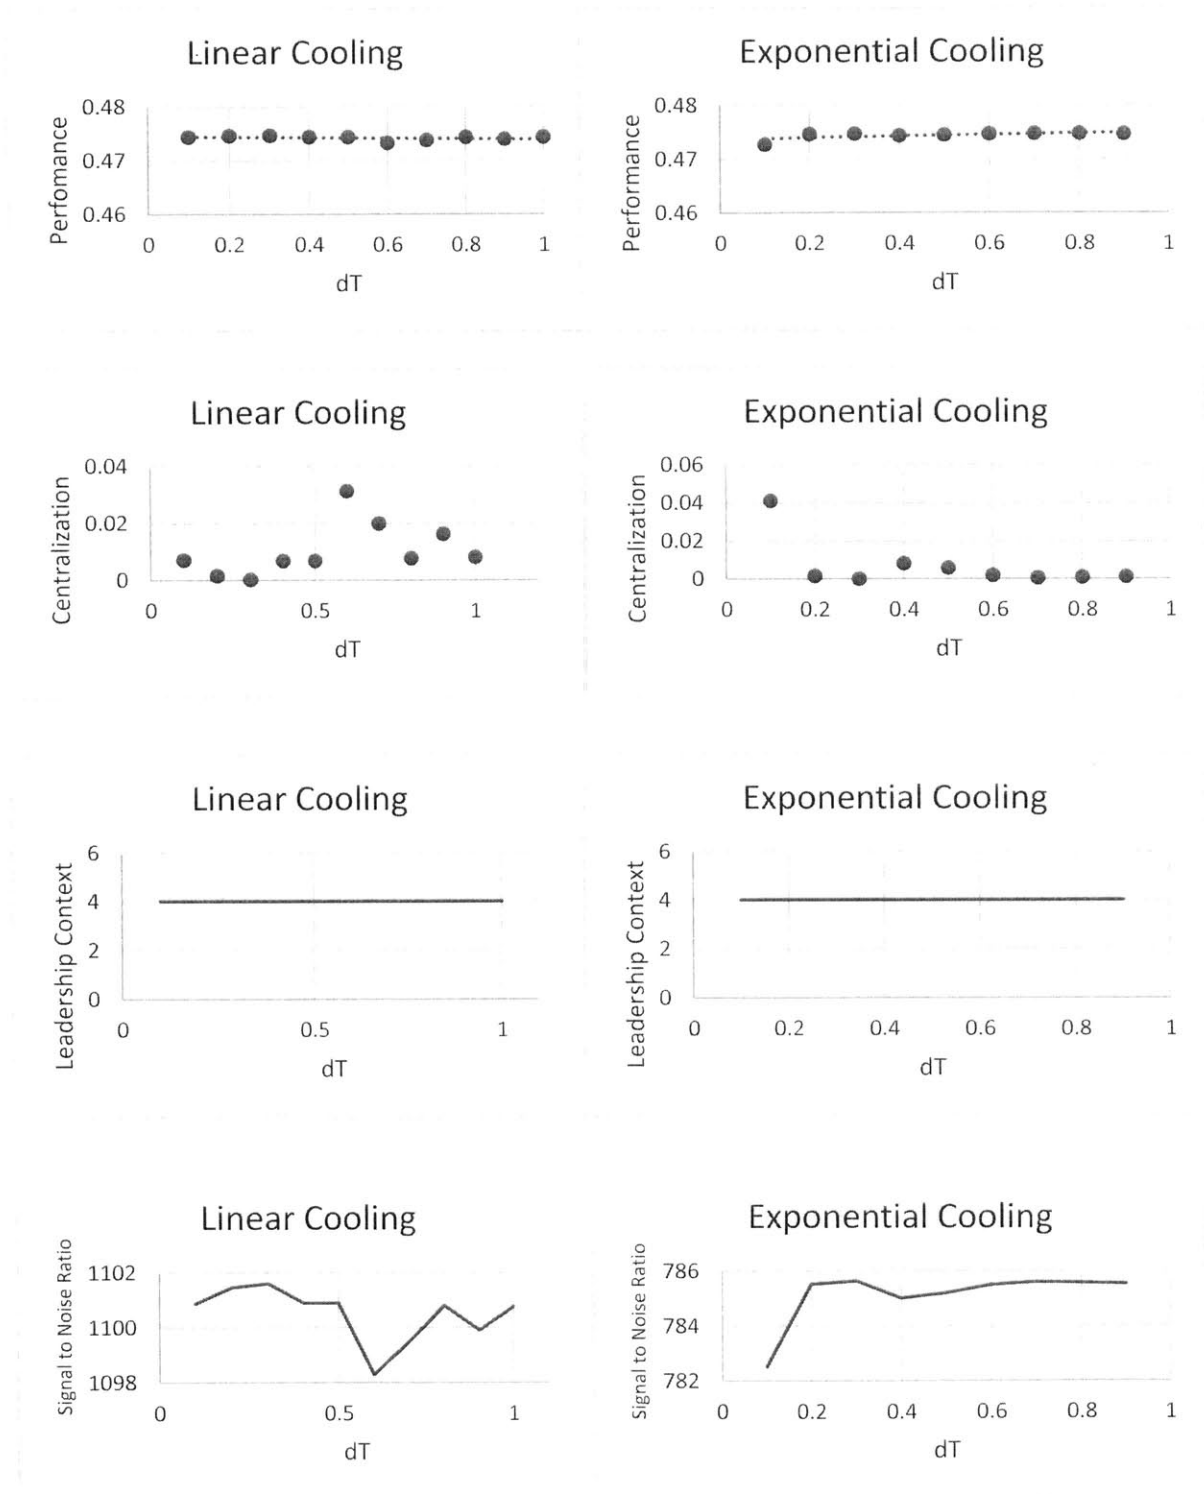 Linear Cooling
Perfomance
0.48
0.47
0.46
0 0.2 0.4 0.6 0.8 1
dT
Exponential Cooling
Performance
0.48
0.47
0.46
0 0.2 0.4 0.6 0.8 1
dT
Linear Cooling
Centralization
0.04
0.02
0
0 0.5 1
dT
Exponential Cooling
Centralization
0.06
0.04
0.02
0
0 0.2 0.4 0.6 0.8 1
dT
Linear Cooling
Leadership Context
6
4
2
0
0 0.5 1
dT
Exponential Cooling
Leadership Context
6
4
2
0
0 0.2 0.4 0.6 0.8 1
dT
Linear Cooling
Signal to Noise Ratio
1102
1100
1098
0 0.5 1
dT
Exponential Cooling
Signal to Noise Ratio
786
784
782
0 0.2 0.4 0.6 0.8 1
dT